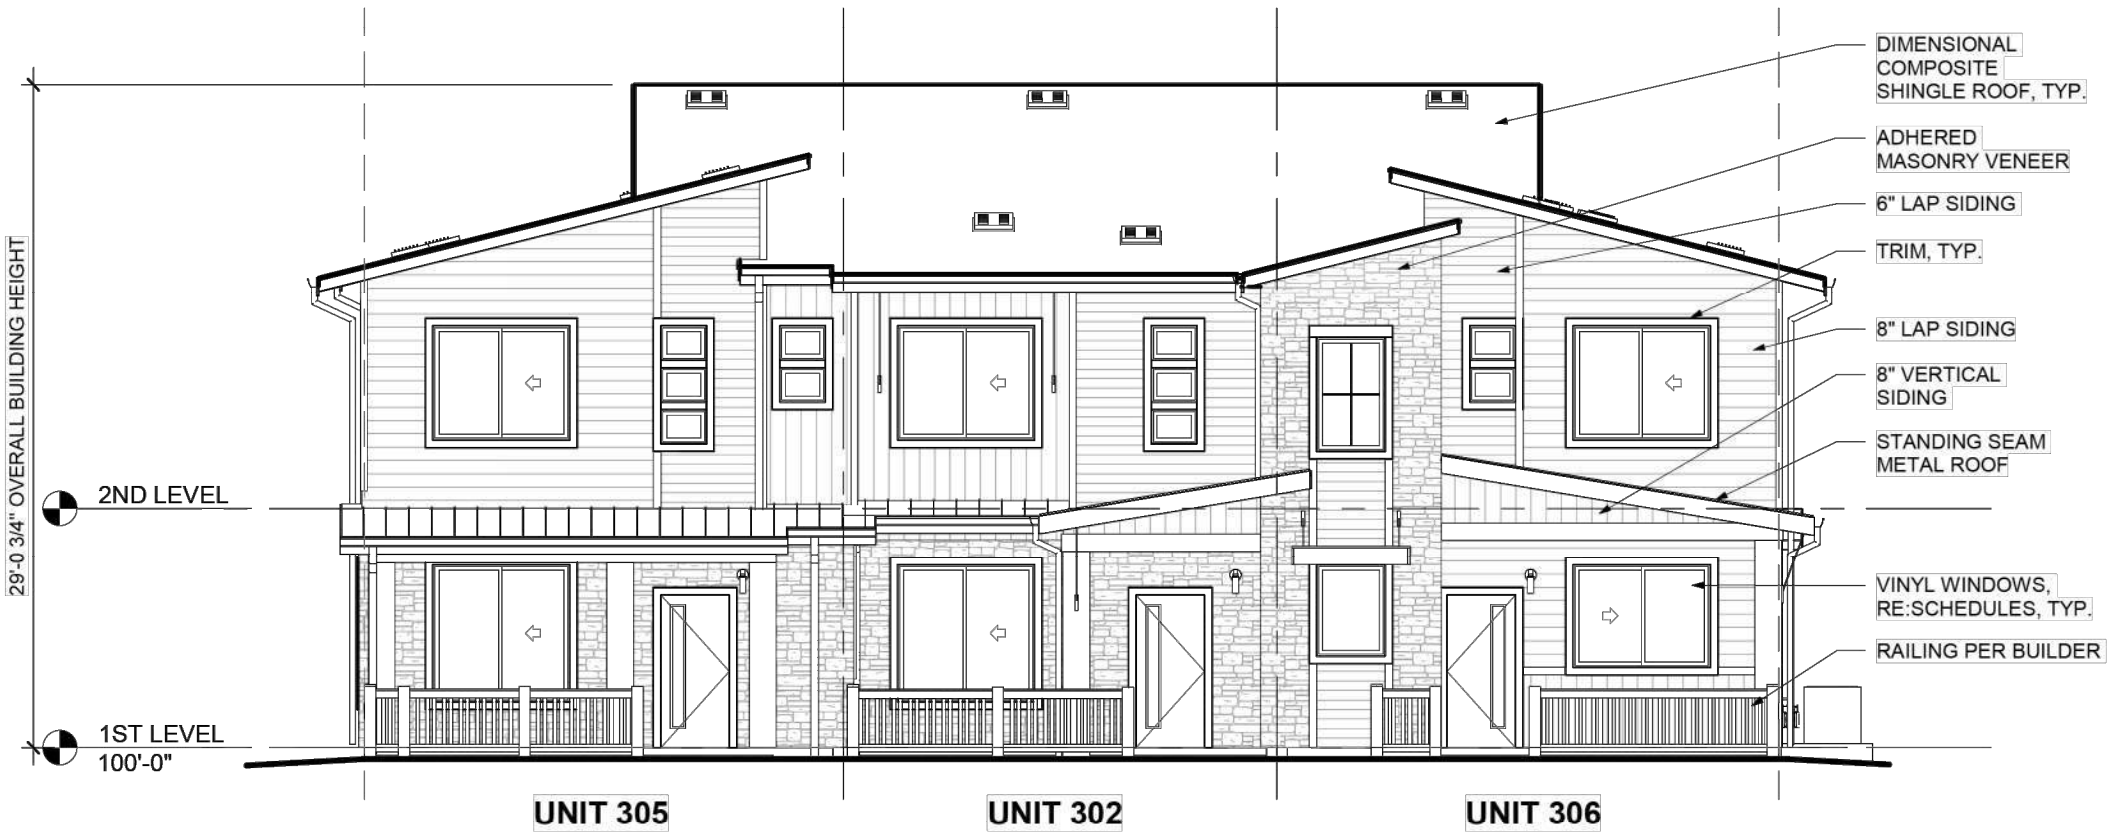 DIMENSIONAL
COMPOSITE
SHINGLE ROOF, TYP.
ADHERED
MASONRY VENEER
6" LAP SIDING
TRIM, TYP.
8" LAP SIDING
8" VERTICAL
SIDING
STANDING SEAM
METAL ROOF
VINYL WINDOWS,
RE:SCHEDULES, TYP.
RAILING PER BUILDER
29'-0 3/4" OVERALL BUILDING HEIGHT
2ND LEVEL
1ST LEVEL
100'-0"
UNIT 305
UNIT 302
UNIT 306